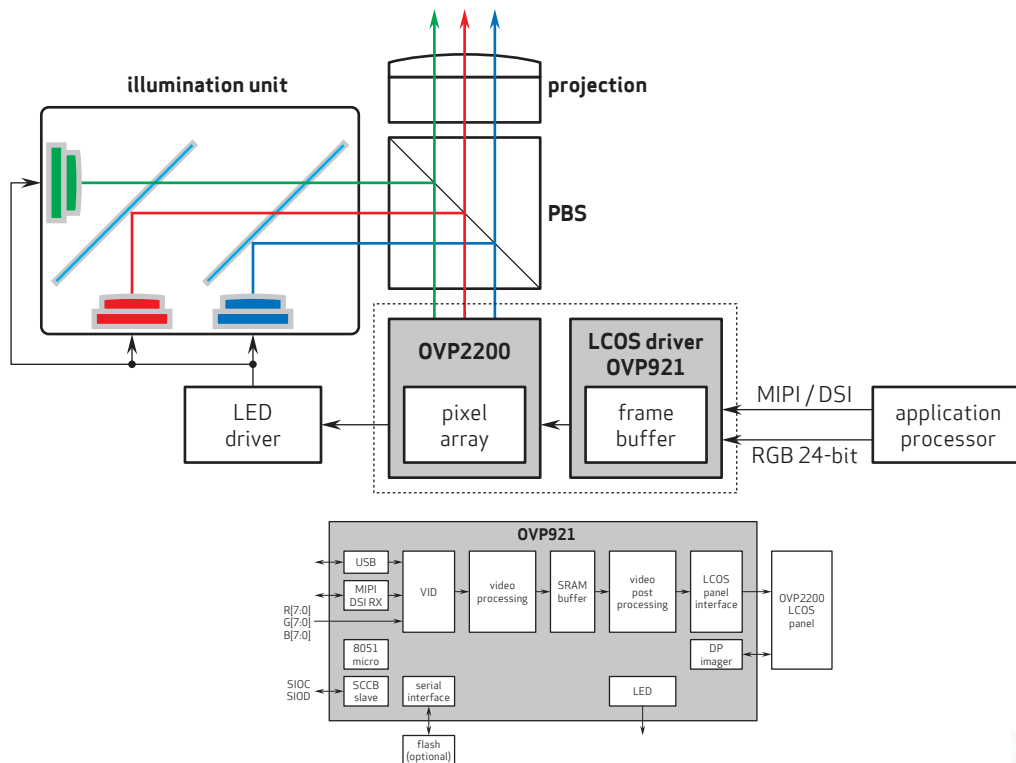 illumination unit
projection
PBS
OVP2200
pixel
array
LCOS driver
OVP921
frame
buffer
LED
driver
MIPI / DSI
RGB 24-bit
application
processor
OVP921
USB
MIPI
DSI RX
R[7:0]
G[7:0]
B[7:0]
VID
video
processing
SRAM
buffer
video
post
processing
LCOS
panel
interface
OVP2200
LCOS
panel
8051
micro
DP
imager
SIOC
SIOD
SCCB
slave
serial
interface
LED
flash
(optional)